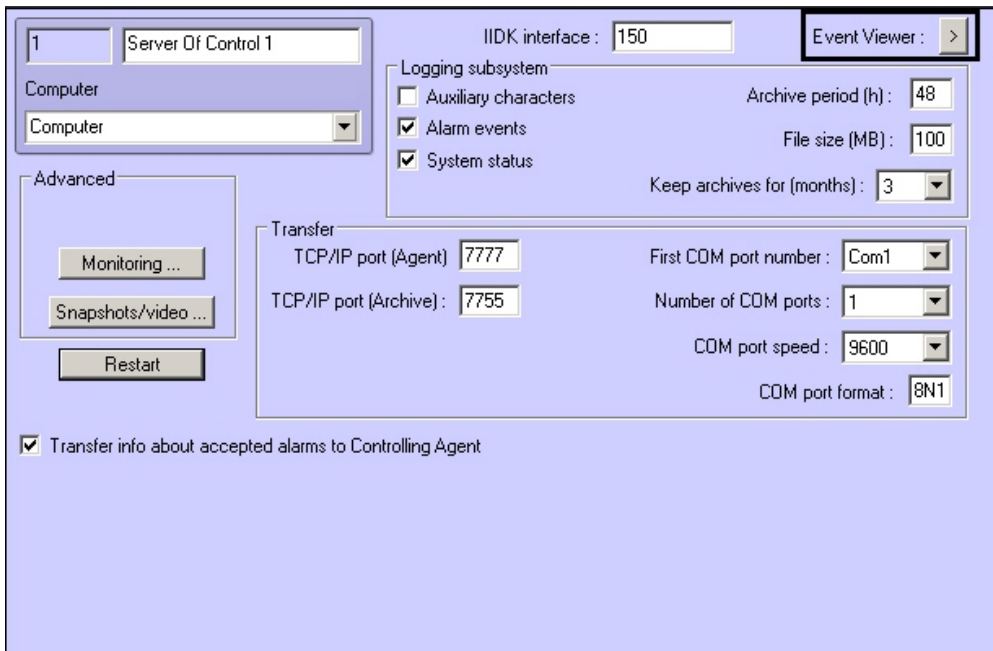 1 Server Of Control 1
Computer
Computer
IIDK interface : 150
Event Viewer : >
Logging subsystem
Auxiliary characters
Alarm events
System status
Archive period (h) : 48
File size (MB) : 100
Keep archives for (months) : 3
Advanced
Monitoring ...
Snapshots/video ...
Restart
Transfer
TCP/IP port (Agent) 7777
TCP/IP port (Archive) : 7755
First COM port number : Com1
Number of COM ports : 1
COM port speed : 9600
COM port format : 8N1
Transfer info about accepted alarms to Controlling Agent